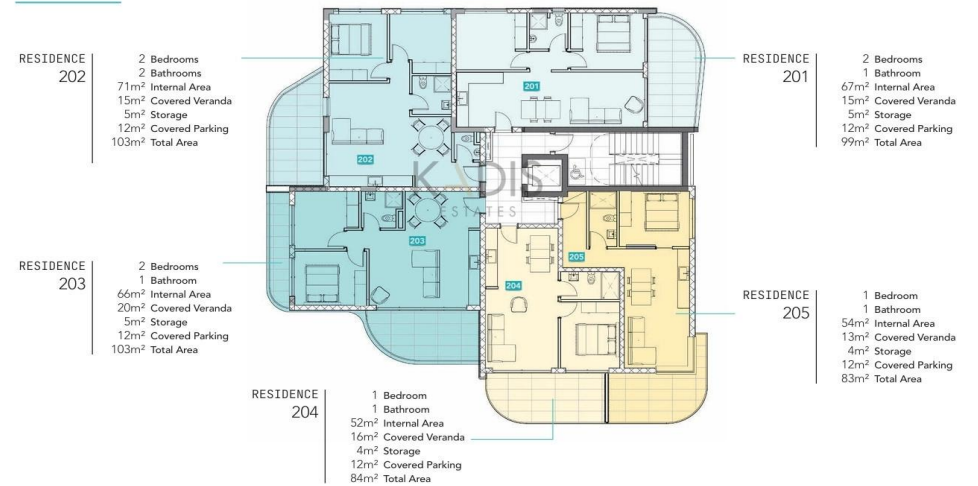 RESIDENCE
202
2 Bedrooms
2 Bathrooms
71m² Internal Area
15m² Covered Veranda
5m² Storage
12m² Covered Parking
103m² Total Area
RESIDENCE
201
2 Bedrooms
1 Bathroom
67m² Internal Area
15m² Covered Veranda
5m² Storage
12m² Covered Parking
99m² Total Area
201
202
KADIS
ESTATES
203
205
204
RESIDENCE
203
2 Bedrooms
1 Bathroom
66m² Internal Area
20m² Covered Veranda
5m² Storage
12m² Covered Parking
103m² Total Area
RESIDENCE
205
1 Bedroom
1 Bathroom
54m² Internal Area
13m² Covered Veranda
4m² Storage
12m² Covered Parking
83m² Total Area
RESIDENCE
204
1 Bedroom
1 Bathroom
52m² Internal Area
16m² Covered Veranda
4m² Storage
12m² Covered Parking
84m² Total Area